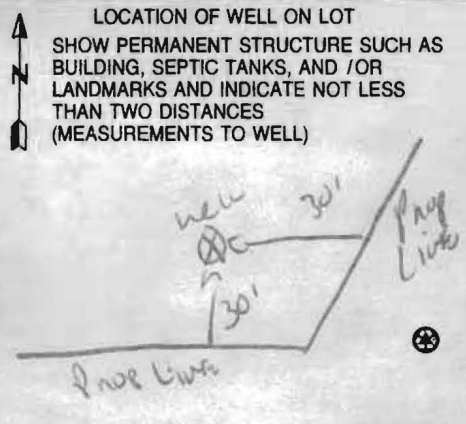 LOCATION OF WELL ON LOT
SHOW PERMANENT STRUCTURE SUCH AS
BUILDING, SEPTIC TANKS, AND /OR
LANDMARKS AND INDICATE NOT LESS
THAN TWO DISTANCES
(MEASUREMENTS TO WELL)
N
well
30'
Prop
Line
30'
Prop Line